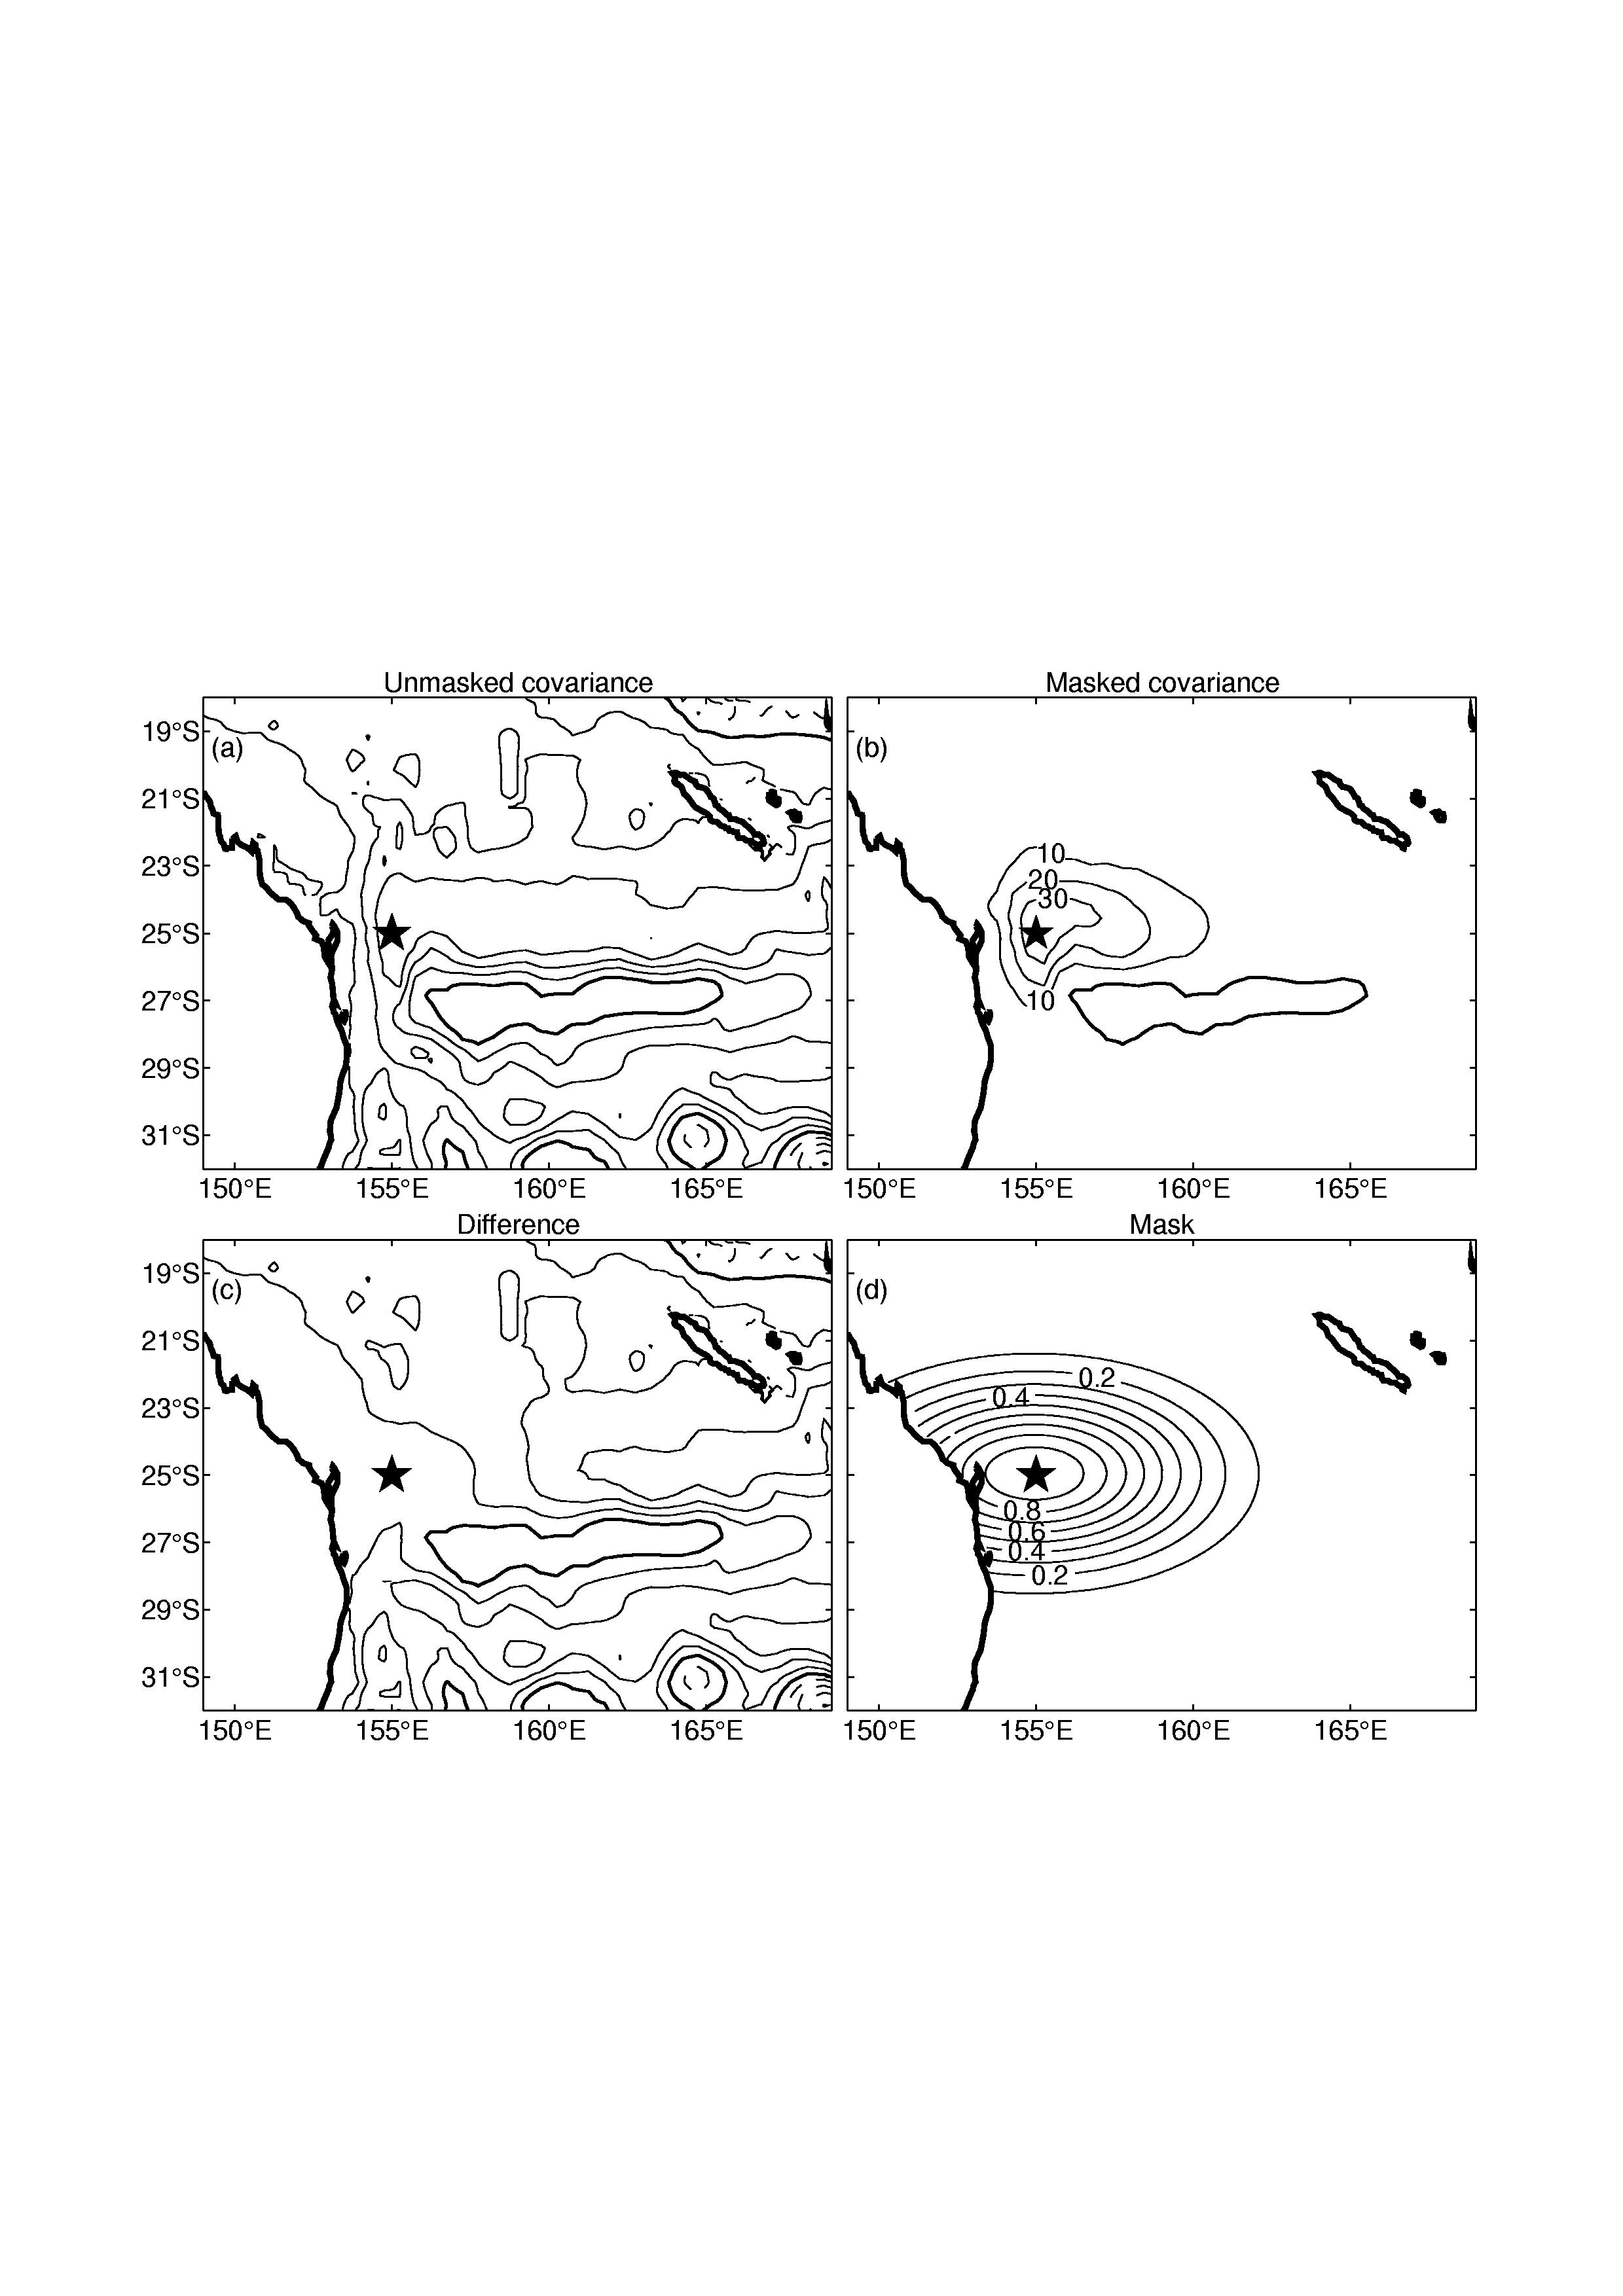 Unmasked covariance
Masked covariance
19°S
(a)
(b)
21°S
23°S
10
20
30
25°S
27°S
10
29°S
31°S
150°E 155°E 160°E 165°E
150°E 155°E 160°E 165°E
Difference
Mask
19°S
(c)
(d)
21°S
0.2
0.4
23°S
25°S
0.8
0.6
27°S
0.4
0.2
29°S
31°S
150°E 155°E 160°E 165°E
150°E 155°E 160°E 165°E